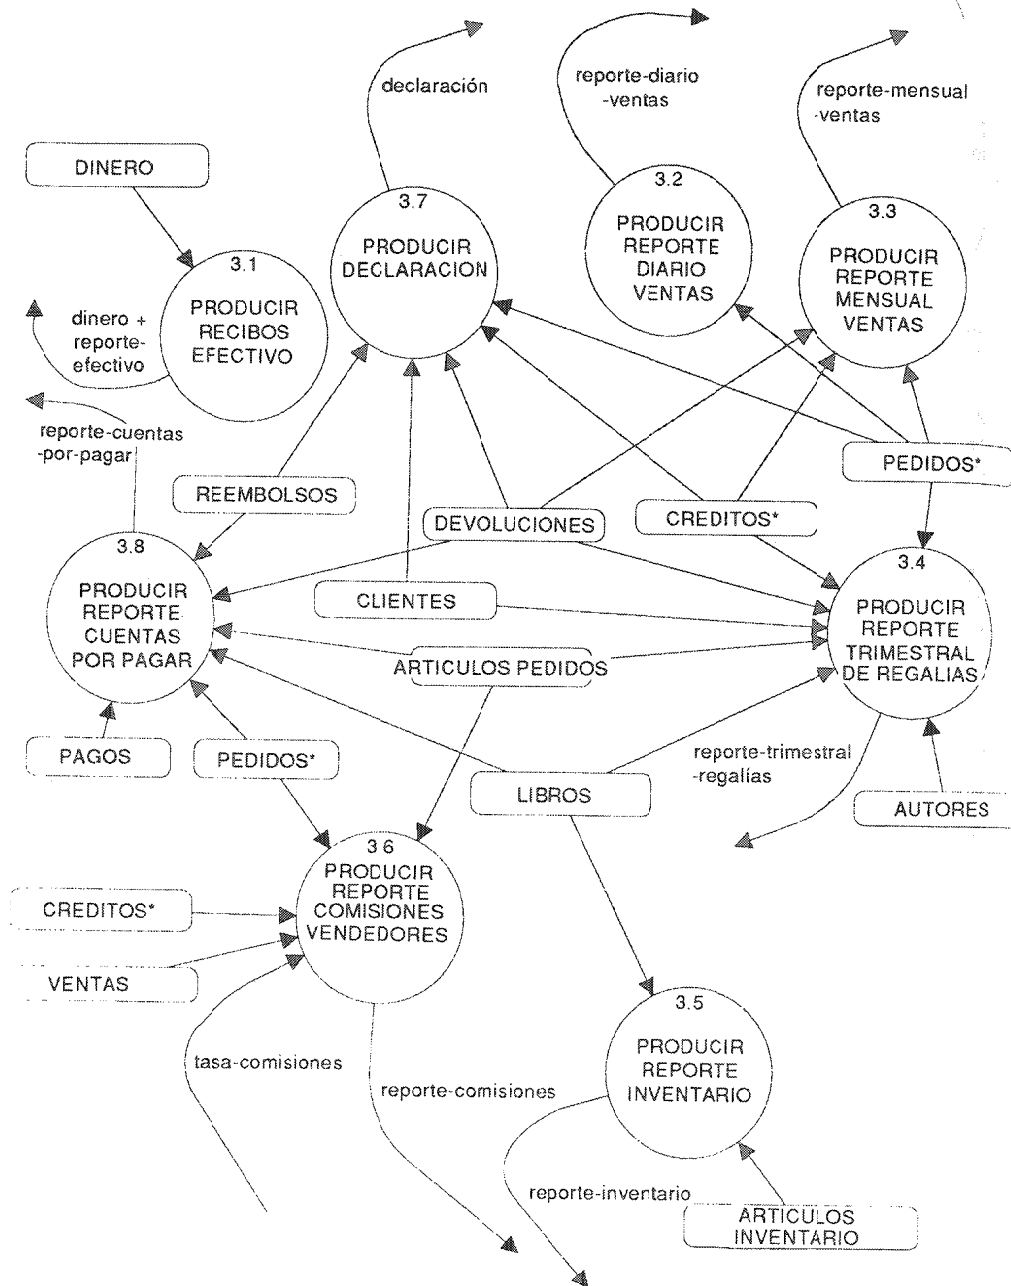 declaración
reporte-diario
-ventas
reporte-mensual
-ventas
DINERO
3.7
PRODUCIR
DECLARACION
3.2
PRODUCIR
REPORTE
DIARIO
VENTAS
3.3
PRODUCIR
REPORTE
MENSUAL
VENTAS
3.1
PRODUCIR
RECIBOS
EFECTIVO
dinero +
reporte-
efectivo
reporte-cuentas
-por-pagar
REEMBOLSOS
DEVOLUCIONES
CREDITOS*
PEDIDOS*
3.8
PRODUCIR
REPORTE
CUENTAS
POR PAGAR
CLIENTES
3.4
PRODUCIR
REPORTE
TRIMESTRAL
DE REGALIAS
ARTICULOS PEDIDOS
PAGOS
PEDIDOS*
LIBROS
reporte-trimestral
-regalías
AUTORES
3 6
PRODUCIR
REPORTE
COMISIONES
VENDEDORES
CREDITOS*
VENTAS
tasa-comisiones
reporte-comisiones
3.5
PRODUCIR
REPORTE
INVENTARIO
reporte-inventario
ARTICULOS
INVENTARIO